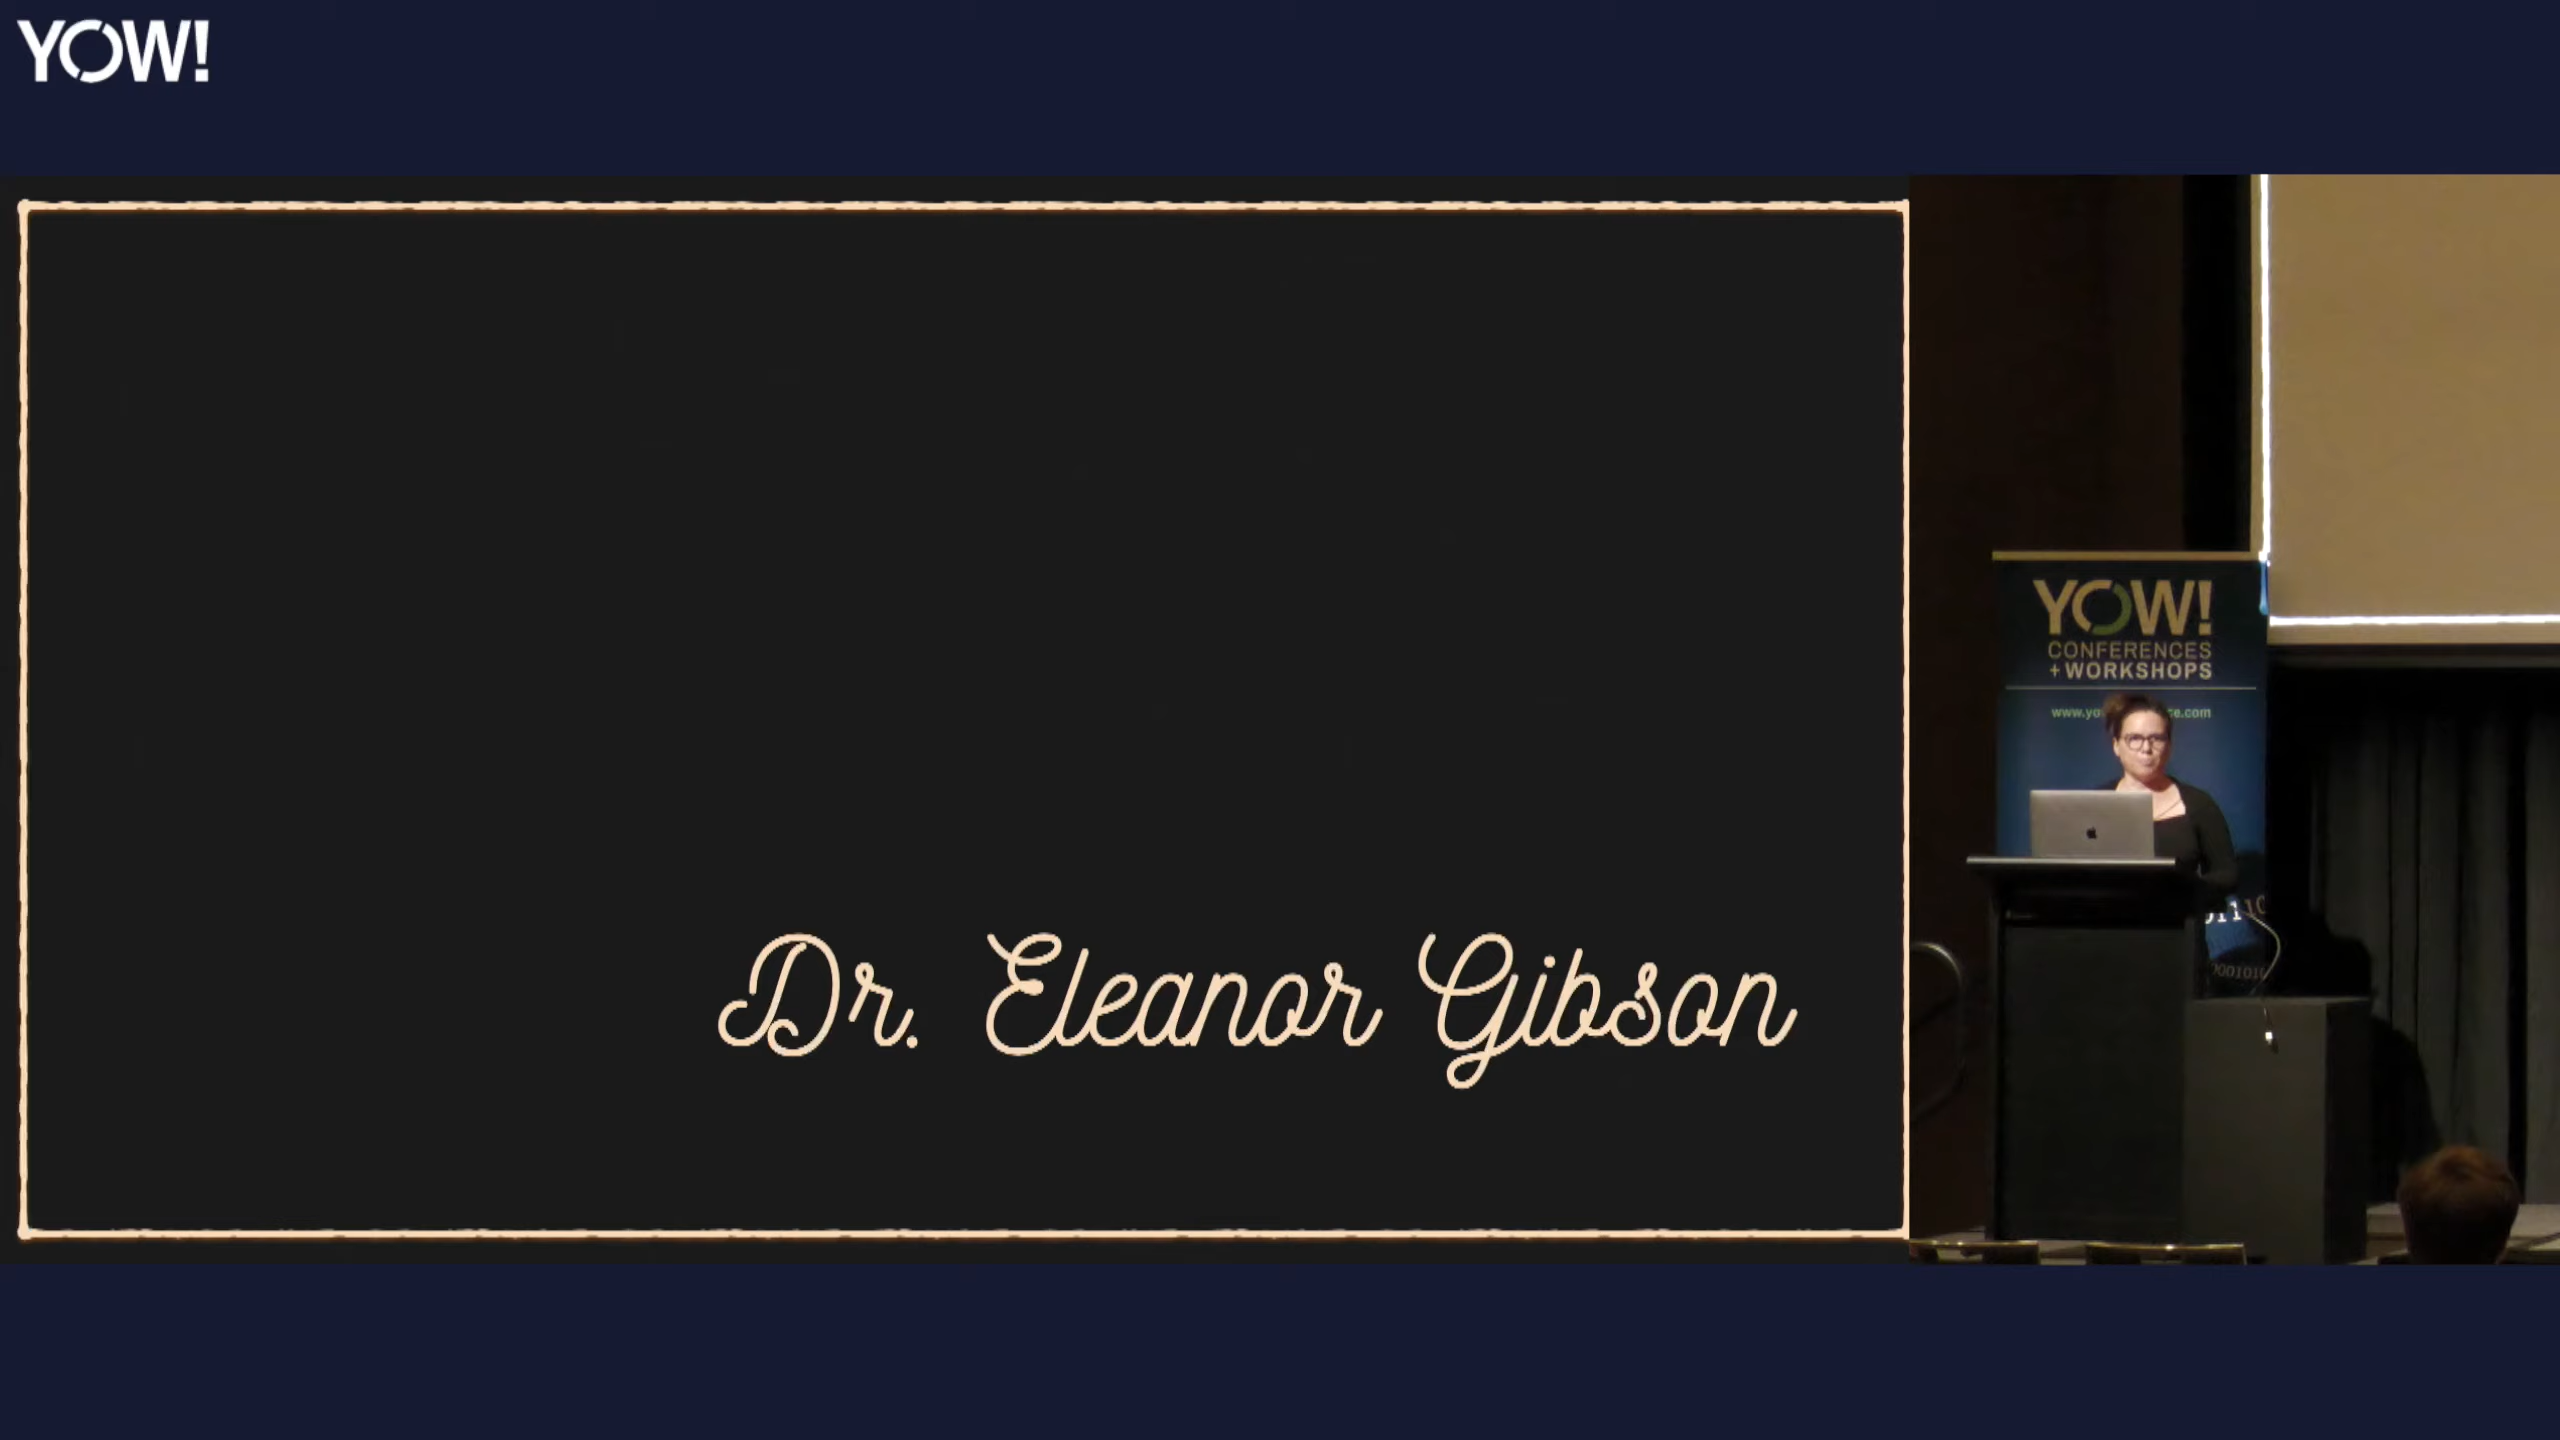 YOW!
Dr. Eleanor Gibson
YOW!
CONFERENCES
+ WORKSHOPS